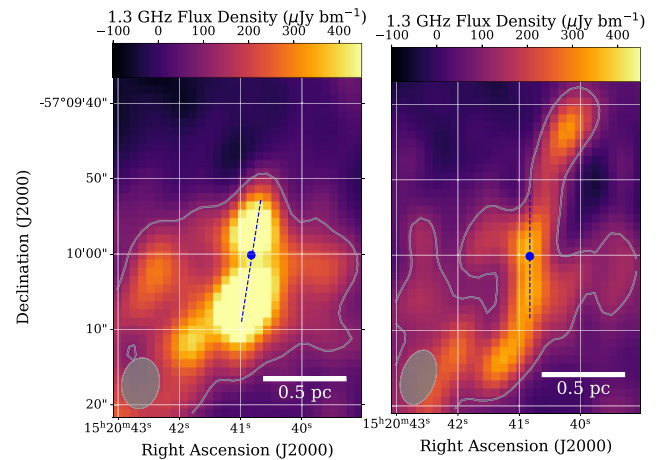 1.3 GHz Flux Density (μJy bm⁻¹)
−100 0 100 200 300 400
-57°09'40"
50"
10'00"
10"
20"
0.5 pc
15ʰ20ᵐ43ˢ 42ˢ 41ˢ 40ˢ
Right Ascension (J2000)
Declination (J2000)
1.3 GHz Flux Density (μJy bm⁻¹)
−100 0 100 200 300 400
0.5 pc
15ʰ20ᵐ43ˢ 42ˢ 41ˢ 40ˢ
Right Ascension (J2000)